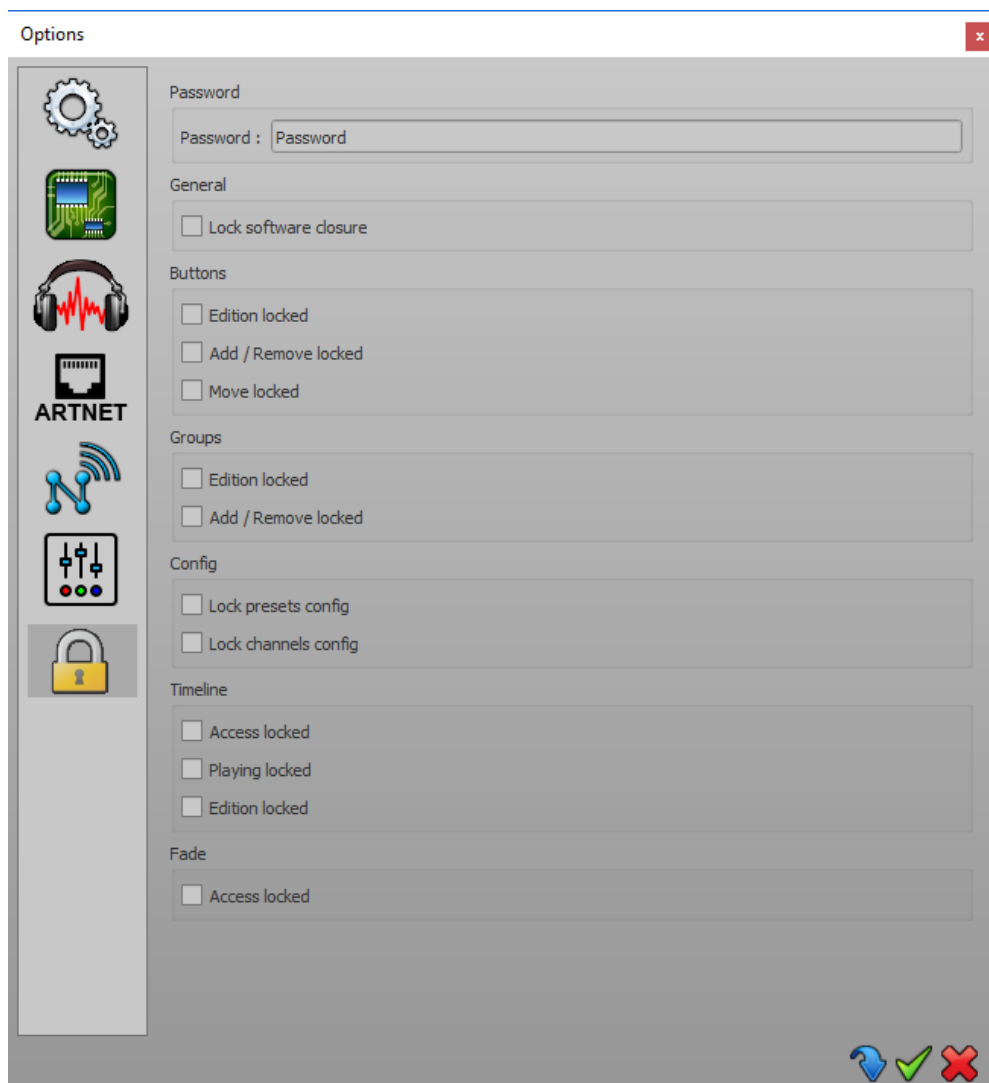 Options
x
ARTNET
Password
Password : Password
General
Lock software closure
Buttons
Edition locked
Add / Remove locked
Move locked
Groups
Edition locked
Add / Remove locked
Config
Lock presets config
Lock channels config
Timeline
Access locked
Playing locked
Edition locked
Fade
Access locked